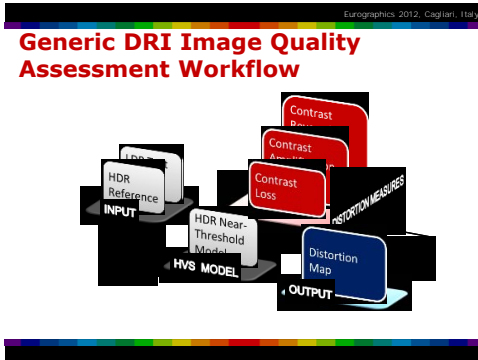 Eurographics 2012, Cagliari, Italy
Generic DRI Image Quality
Assessment Workflow
Contrast
Contrast
Contrast
Loss
LDR
HDR
Reference
INPUT
HDR Near-
Threshold
Model
HVS MODEL
DISTORTION MEASURES
Distortion
Map
OUTPUT